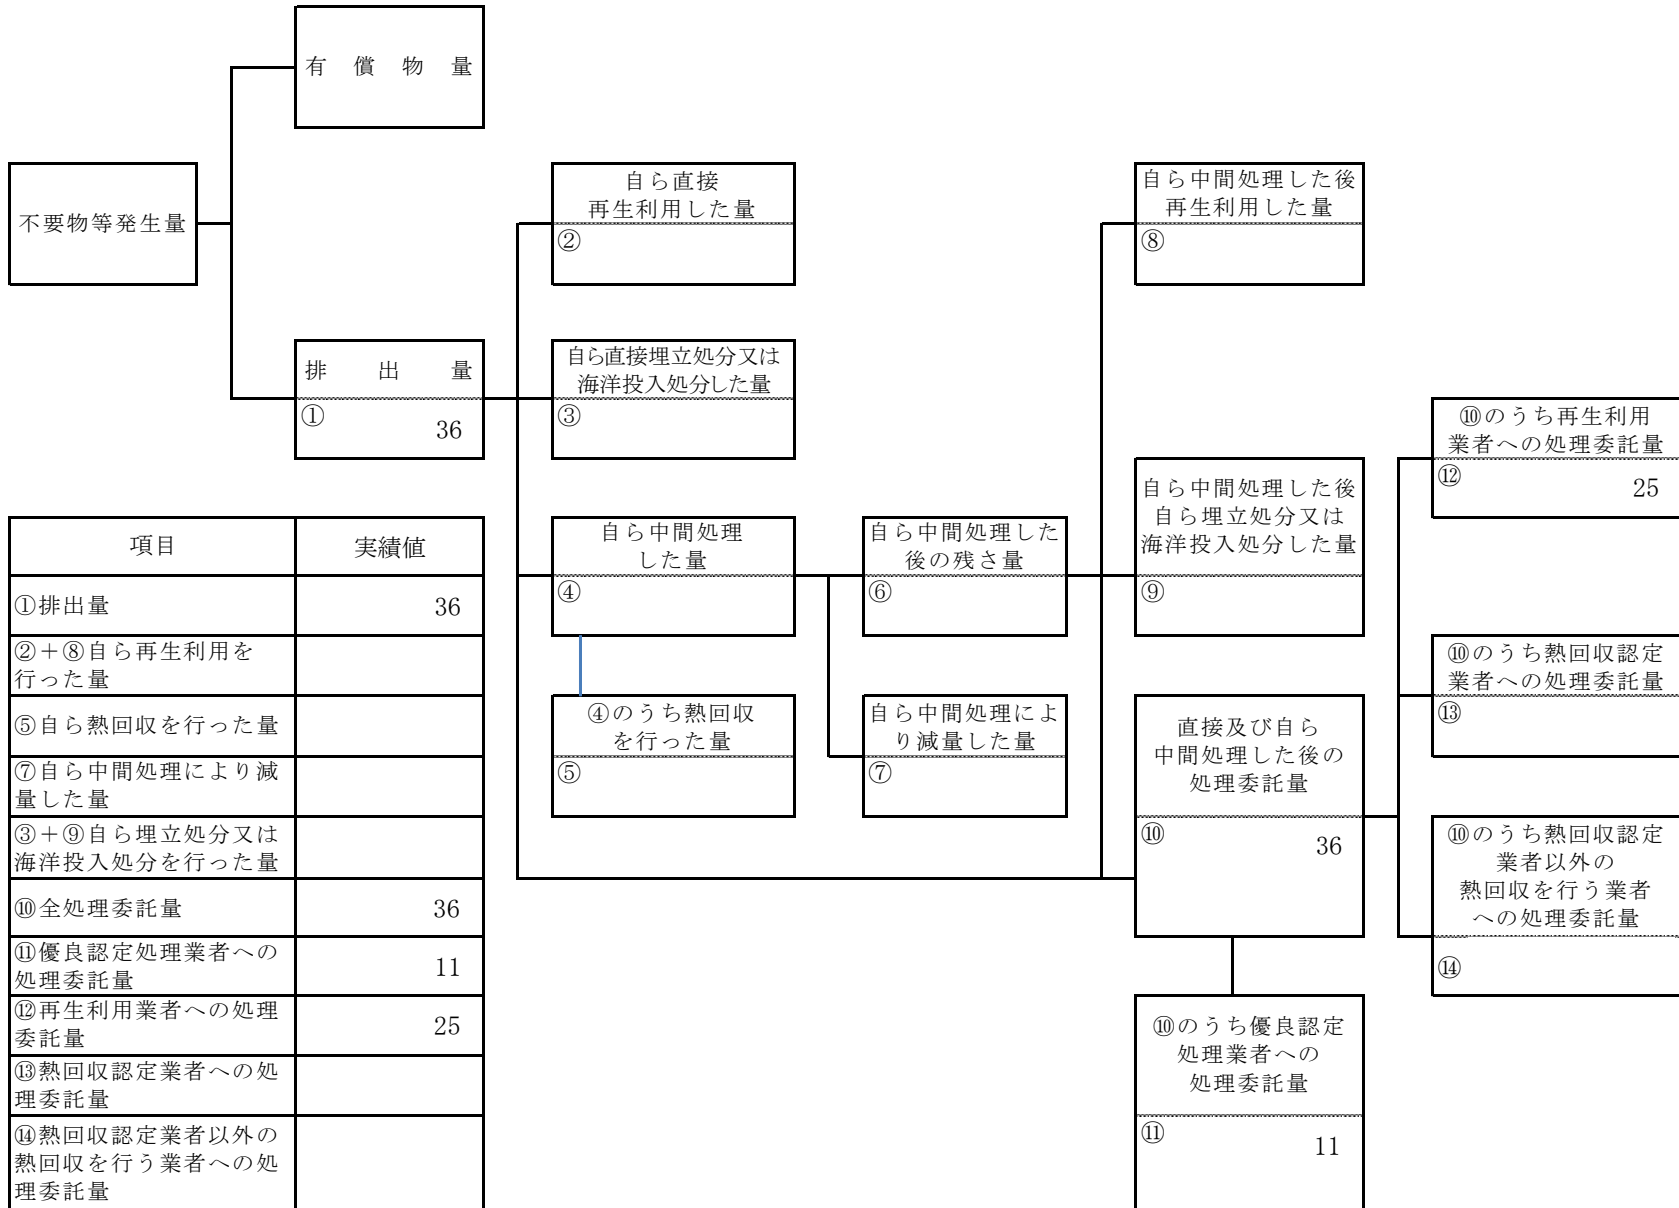 有償物量
不要物等発生量
自ら直接
再生利用した量
②
自ら中間処理した後
再生利用した量
⑧
排出量
①
36
自ら直接埋立処分又は
海洋投入処分した量
③
⑩のうち再生利用
業者への処理委託量
⑫
25
自ら中間処理した後
自ら埋立処分又は
海洋投入処分した量
⑨
自ら中間処理
した量
④
自ら中間処理した
後の残さ量
⑥
⑩のうち熱回収認定
業者への処理委託量
⑬
④のうち熱回収
を行った量
⑤
自ら中間処理によ
り減量した量
⑦
直接及び自ら
中間処理した後の
処理委託量
⑩
36
⑩のうち熱回収認定
業者以外の
熱回収を行う業者
への処理委託量
⑭
⑩のうち優良認定
処理業者への
処理委託量
⑪
11
項目 実績値
①排出量 36
②＋⑧自ら再生利用を
行った量
⑤自ら熱回収を行った量
⑦自ら中間処理により減
量した量
③＋⑨自ら埋立処分又は
海洋投入処分を行った量
⑩全処理委託量 36
⑪優良認定処理業者への
処理委託量 11
⑫再生利用業者への処理
委託量 25
⑬熱回収認定業者への処
理委託量
⑭熱回収認定業者以外の
熱回収を行う業者への処
理委託量